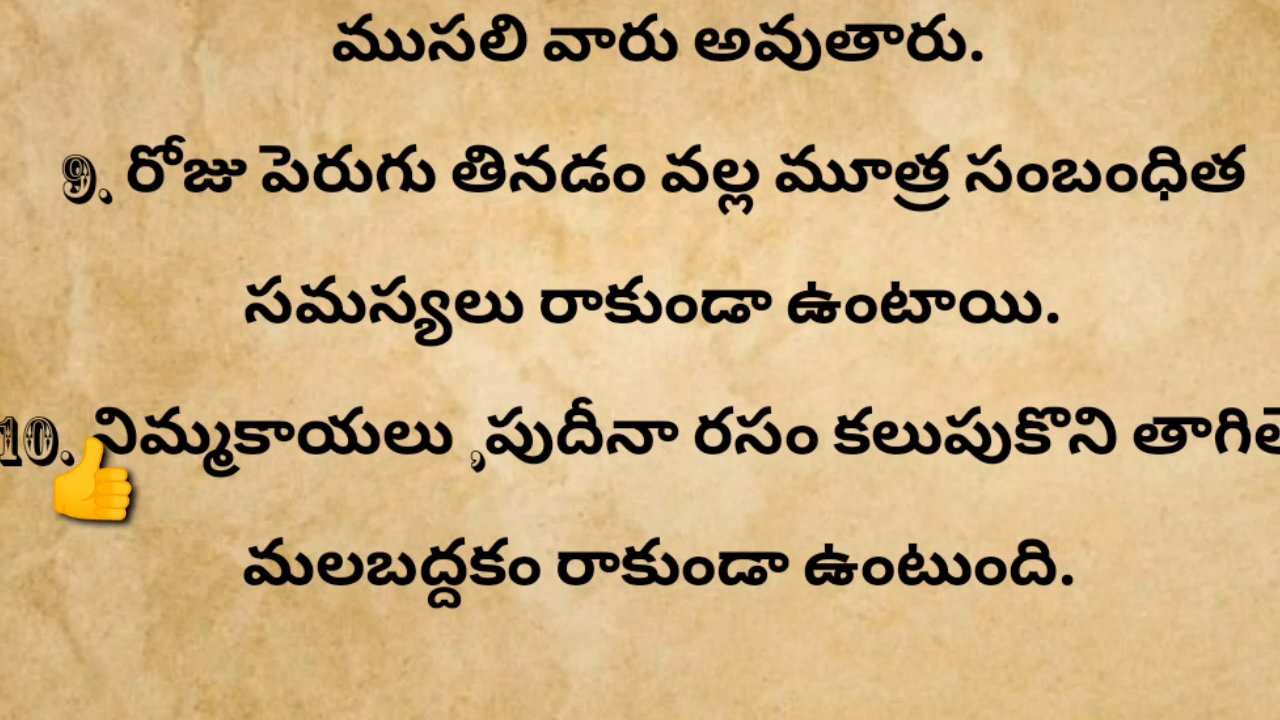 ముసలి వారు అవుతారు.
9. రోజు పెరుగు తినడం వల్ల మూత్ర సంబంధిత
సమస్యలు రాకుండా ఉంటాయి.
10. నిమ్మకాయలు ,పుదీనా రసం కలుపుకొని
మలబద్దకం రాకుండా ఉంటుంది.